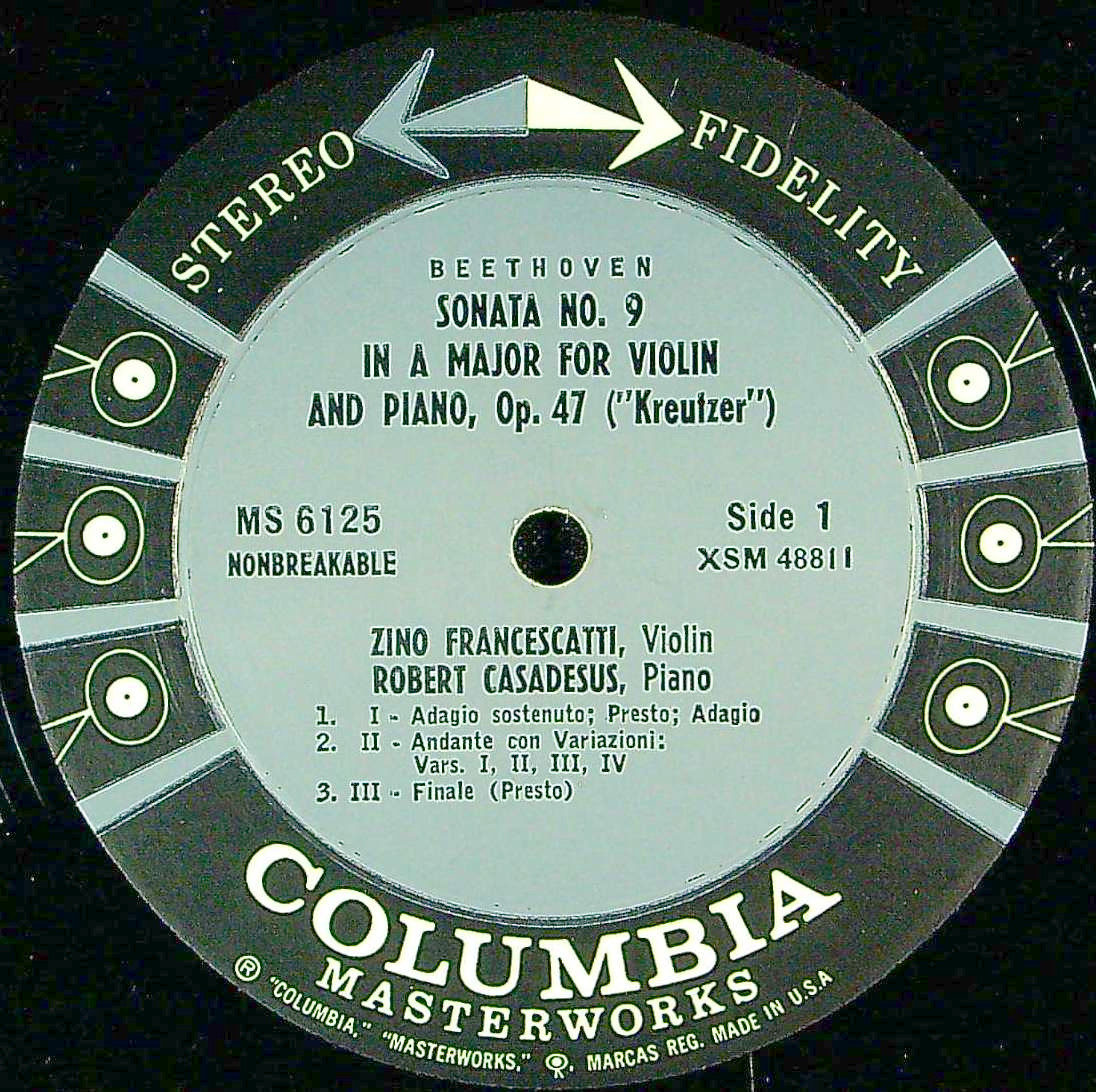 STEREO FIDELITY
BEETHOVEN
SONATA NO. 9
IN A MAJOR FOR VIOLIN
AND PIANO, Op. 47 ("Kreutzer")
MS 6125
NONBREAKABLE
Side 1
XSM 48811
ZINO FRANCESCATTI, Violin
ROBERT CASADESUS, Piano
1. I - Adagio sostenuto; Presto; Adagio
2. II - Andante con Variazioni:
Vars. I, II, III, IV
3. III - Finale (Presto)
COLUMBIA
MASTERWORKS
® "COLUMBIA," "MASTERWORKS," , MARCAS REG. MADE IN U.S.A